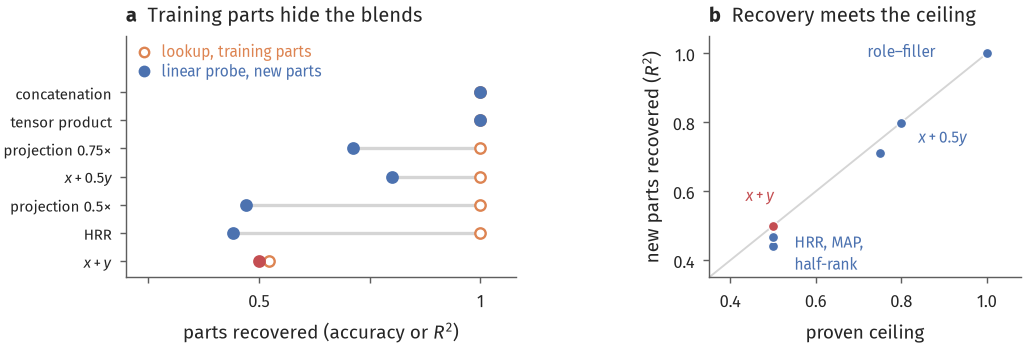 a Training parts hide the blends
lookup, training parts
linear probe, new parts
concatenation
tensor product
projection 0.75×
x + 0.5y
projection 0.5×
HRR
x + y
0.5
1
parts recovered (accuracy or R²)
b Recovery meets the ceiling
new parts recovered (R²)
1.0
0.8
0.6
0.4
role–filler
x + 0.5y
x + y
HRR, MAP,
half-rank
0.4
0.6
0.8
1.0
proven ceiling